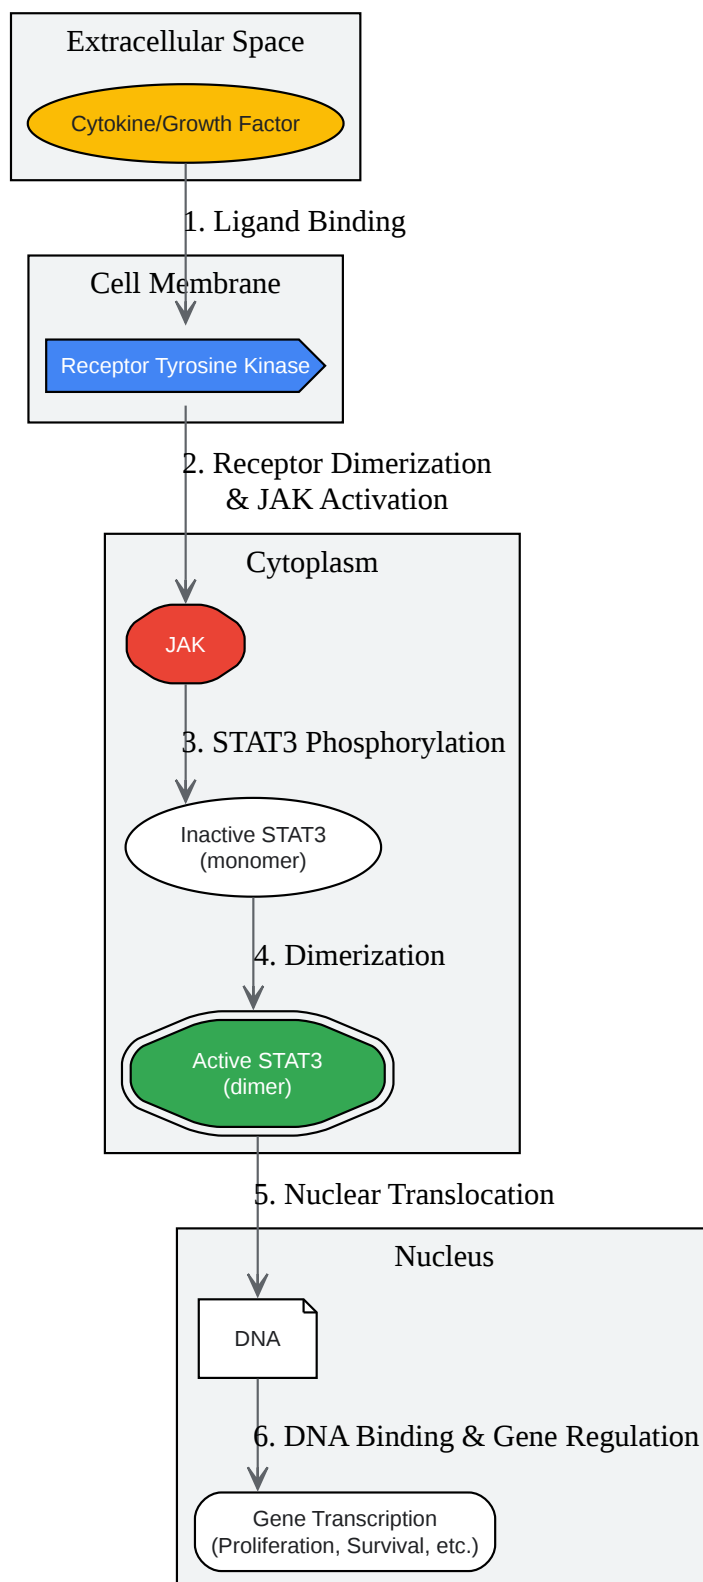 Extracellular Space
Cytokine/Growth Factor
1. Ligand Binding
Cell Membrane
Receptor Tyrosine Kinase
2. Receptor Dimerization
& JAK Activation
Cytoplasm
JAK
3. STAT3 Phosphorylation
Inactive STAT3
(monomer)
4. Dimerization
Active STAT3
(dimer)
5. Nuclear Translocation
Nucleus
DNA
6. DNA Binding & Gene Regulation
Gene Transcription
(Proliferation, Survival, etc.)